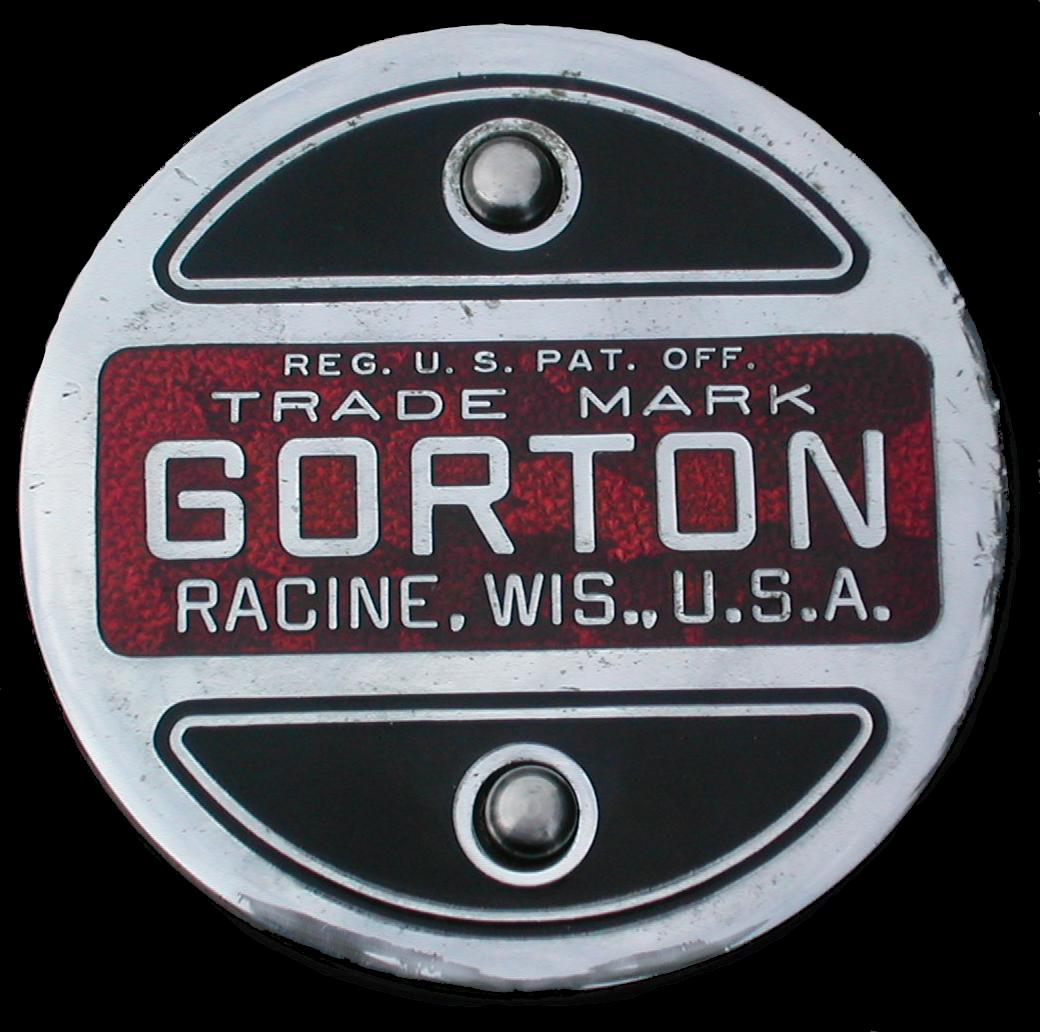 REG. U. S. PAT. OFF.
TRADE MARK
GORTON
RACINE, WIS., U.S.A.